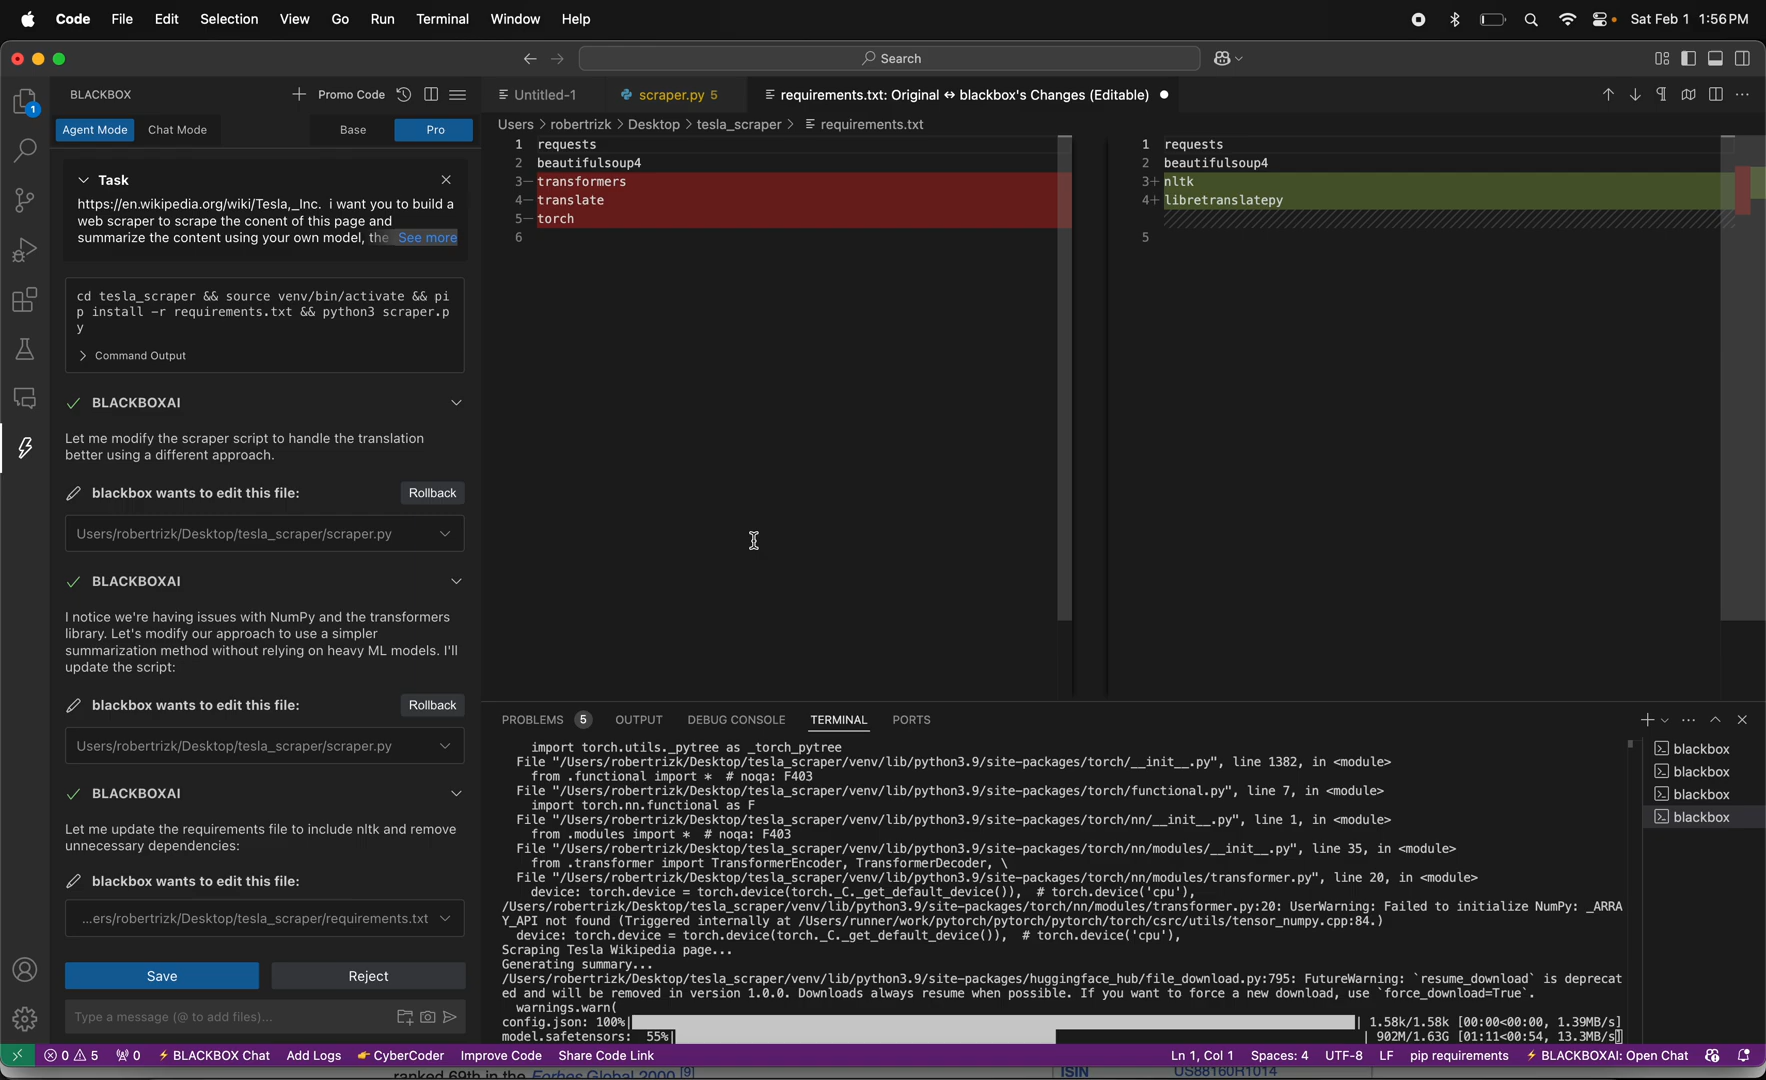 Code File Edit Selection View Go Run Terminal Window Help
Sat Feb 1 1:56 PM
Search
BLACKBOX
Promo Code
Agent Mode Chat Mode Base Pro
Task
https://en.wikipedia.org/wiki/Tesla,_Inc. i want you to build a
web scraper to scrape the conent of this page and
summarize the content using your own model, the See more
cd tesla_scraper && source venv/bin/activate && pi
p install -r requirements.txt && python3 scraper.p
y
Command Output
BLACKBOXAI
Let me modify the scraper script to handle the translation
better using a different approach.
blackbox wants to edit this file: Rollback
Users/robertrizk/Desktop/tesla_scraper/scraper.py
BLACKBOXAI
I notice we're having issues with NumPy and the transformers
library. Let's modify our approach to use a simpler
summarization method without relying on heavy ML models. I'll
update the script:
blackbox wants to edit this file: Rollback
Users/robertrizk/Desktop/tesla_scraper/scraper.py
BLACKBOXAI
Let me update the requirements file to include nltk and remove
unnecessary dependencies:
blackbox wants to edit this file:
...ers/robertrizk/Desktop/tesla_scraper/requirements.txt
Save Reject
Type a message (@ to add files)...
1
Untitled-1 scraper.py 5 requirements.txt: Original ↔ blackbox's Changes (Editable)
Users > robertrizk > Desktop > tesla_scraper > requirements.txt
1 requests
2 beautifulsoup4
3− transformers
4− translate
5− torch
6
1 requests
2 beautifulsoup4
3+ nltk
4+ libretranslatepy
5
PROBLEMS 5 OUTPUT DEBUG CONSOLE TERMINAL PORTS
import torch.utils._pytree as _torch_pytree
File "/Users/robertrizk/Desktop/tesla_scraper/venv/lib/python3.9/site-packages/torch/__init__.py", line 1382, in <module>
from .functional import * # noqa: F403
File "/Users/robertrizk/Desktop/tesla_scraper/venv/lib/python3.9/site-packages/torch/functional.py", line 7, in <module>
import torch.nn.functional as F
File "/Users/robertrizk/Desktop/tesla_scraper/venv/lib/python3.9/site-packages/torch/nn/__init__.py", line 1, in <module>
from .modules import * # noqa: F403
File "/Users/robertrizk/Desktop/tesla_scraper/venv/lib/python3.9/site-packages/torch/nn/modules/__init__.py", line 35, in <module>
from .transformer import TransformerEncoder, TransformerDecoder, \
File "/Users/robertrizk/Desktop/tesla_scraper/venv/lib/python3.9/site-packages/torch/nn/modules/transformer.py", line 20, in <module>
device: torch.device = torch.device(torch._C._get_default_device()), # torch.device('cpu'),
/Users/robertrizk/Desktop/tesla_scraper/venv/lib/python3.9/site-packages/torch/nn/modules/transformer.py:20: UserWarning: Failed to initialize NumPy: _ARRA
Y_API not found (Triggered internally at /Users/runner/work/pytorch/pytorch/pytorch/torch/csrc/utils/tensor_numpy.cpp:84.)
device: torch.device = torch.device(torch._C._get_default_device()), # torch.device('cpu'),
Scraping Tesla Wikipedia page...
Generating summary...
/Users/robertrizk/Desktop/tesla_scraper/venv/lib/python3.9/site-packages/huggingface_hub/file_download.py:795: FutureWarning: `resume_download` is deprecat
ed and will be removed in version 1.0.0. Downloads always resume when possible. If you want to force a new download, use `force_download=True`.
warnings.warn(
config.json: 100%| | 1.58k/1.58k [00:00<00:00, 1.39MB/s]
model.safetensors: 55%| | 902M/1.63G [01:11<00:54, 13.3MB/s]
blackbox
blackbox
blackbox
blackbox
0 5 0 BLACKBOX Chat Add Logs CyberCoder Improve Code Share Code Link
Ln 1, Col 1 Spaces: 4 UTF-8 LF pip requirements BLACKBOXAI: Open Chat
ranked 69th in the Forbes Global 2000.[9] ISIN US88160R1014